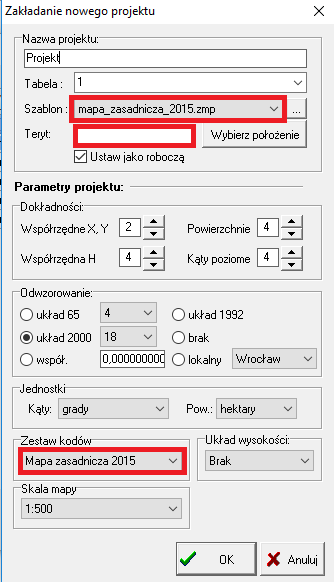 Zakładanie nowego projektu
Nazwa projektu:
Projekt
Tabela : 1
Szablon : mapa_zasadnicza_2015.zmp ...
Teryt: Wybierz położenie
Ustaw jako roboczą
Parametry projektu:
Dokładności:
Współrzędne X, Y 2 Powierzchnie 4
Współrzędna H 4 Kąty poziome 4
Odwzorowanie:
układ 65 4 układ 1992
układ 2000 18 brak
współ. 0,000000000 lokalny Wrocław
Jednostki
Kąty: grady Pow.: hektary
Zestaw kodów Układ wysokości:
Mapa zasadnicza 2015 Brak
Skala mapy
1:500
OK Anuluj